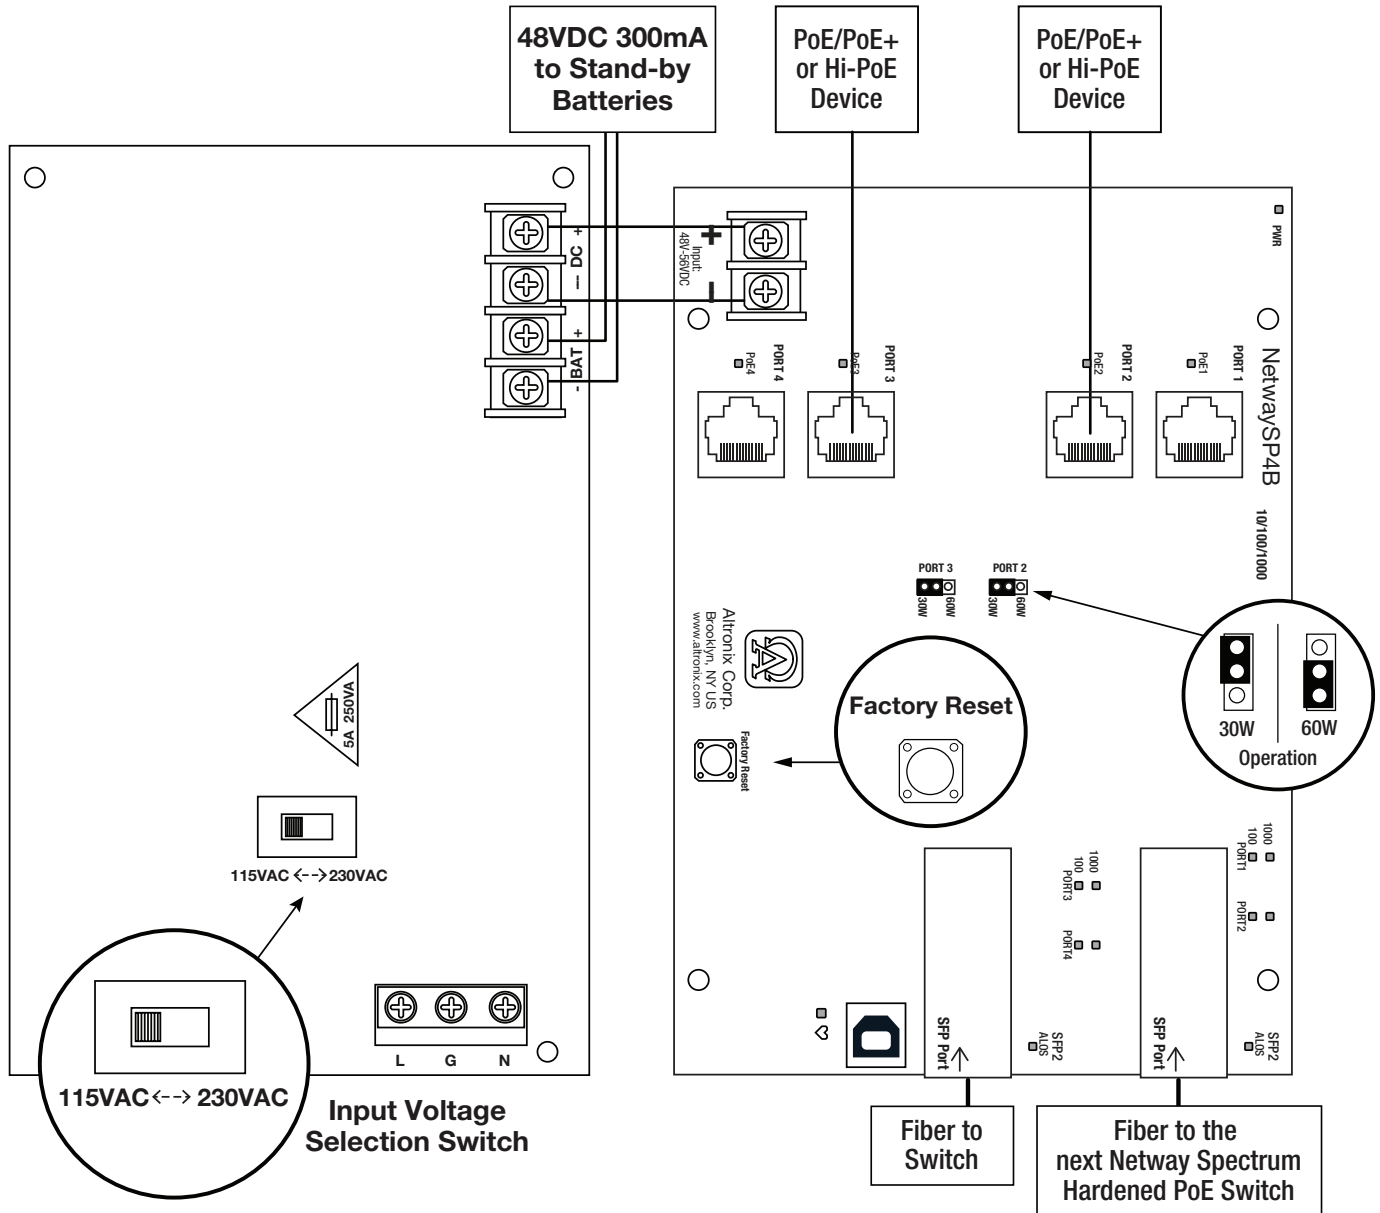 48VDC 300mA
to Stand-by
Batteries
PoE/PoE+
or Hi-PoE
Device
PoE/PoE+
or Hi-PoE
Device
- BAT + — DC +
Input:
48V-56VDC
+
−
PWR
PoE4
PORT 4
PoE3
PORT 3
PoE2
PORT 2
PoE1
PORT 1
NetwaySP4B
10/100/1000
PORT 3
30W
60W
PORT 2
30W
60W
30W
60W
Operation
Altronix Corp.
Brooklyn, NY US
www.altronix.com
Factory Reset
Factory Reset
5A 250VA
115VAC <--> 230VAC
115VAC <--> 230VAC
L G N
Input Voltage
Selection Switch
1000
100
PORT3
PORT4
1000
100
PORT1
PORT2
SFP Port
SFP2
ALOS
SFP Port
SFP2
ALOS
Fiber to
Switch
Fiber to the
next Netway Spectrum
Hardened PoE Switch